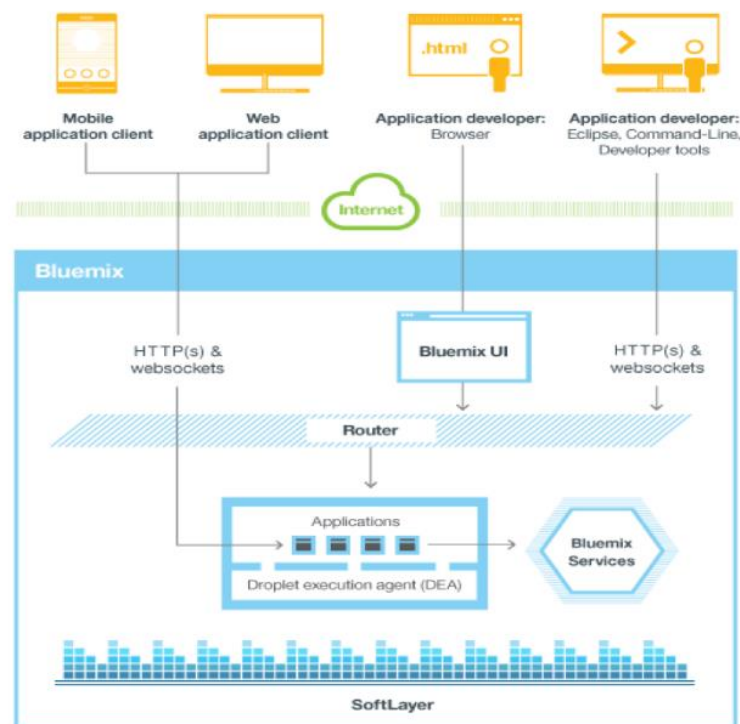 .html
Mobile
application client
Web
application client
Application developer:
Browser
Application developer:
Eclipse, Command-Line,
Developer tools
Internet
Bluemix
HTTP(s) &
websockets
Bluemix UI
HTTP(s) &
websockets
Router
Applications
Droplet execution agent (DEA)
Bluemix
Services
SoftLayer